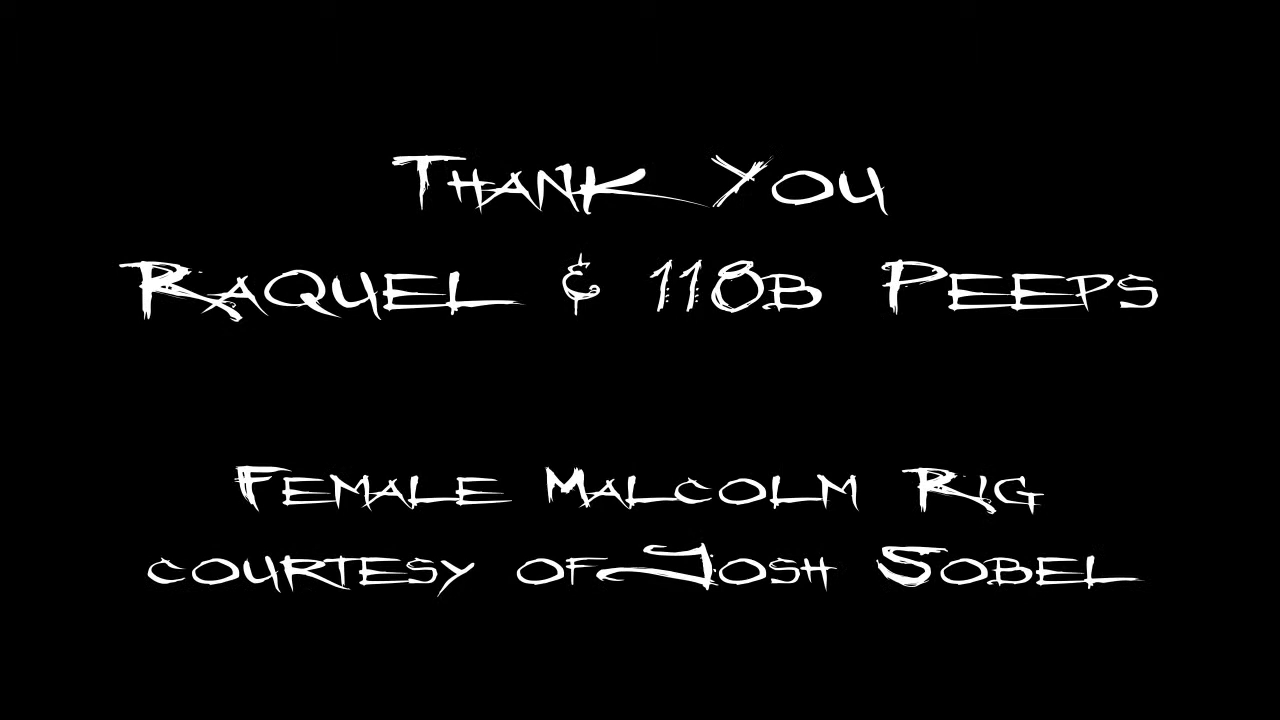 Thank You
Raquel & 118b Peeps
Female Malcolm Rig
courtesy of Josh Sobel